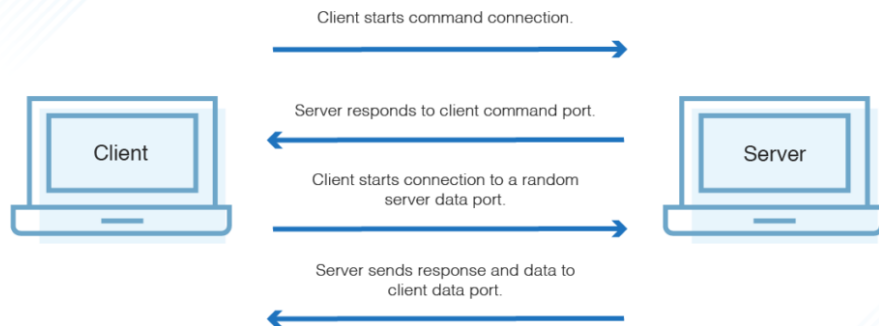 Client starts command connection.
Server responds to client command port.
Client
Server
Client starts connection to a random
server data port.
Server sends response and data to
client data port.